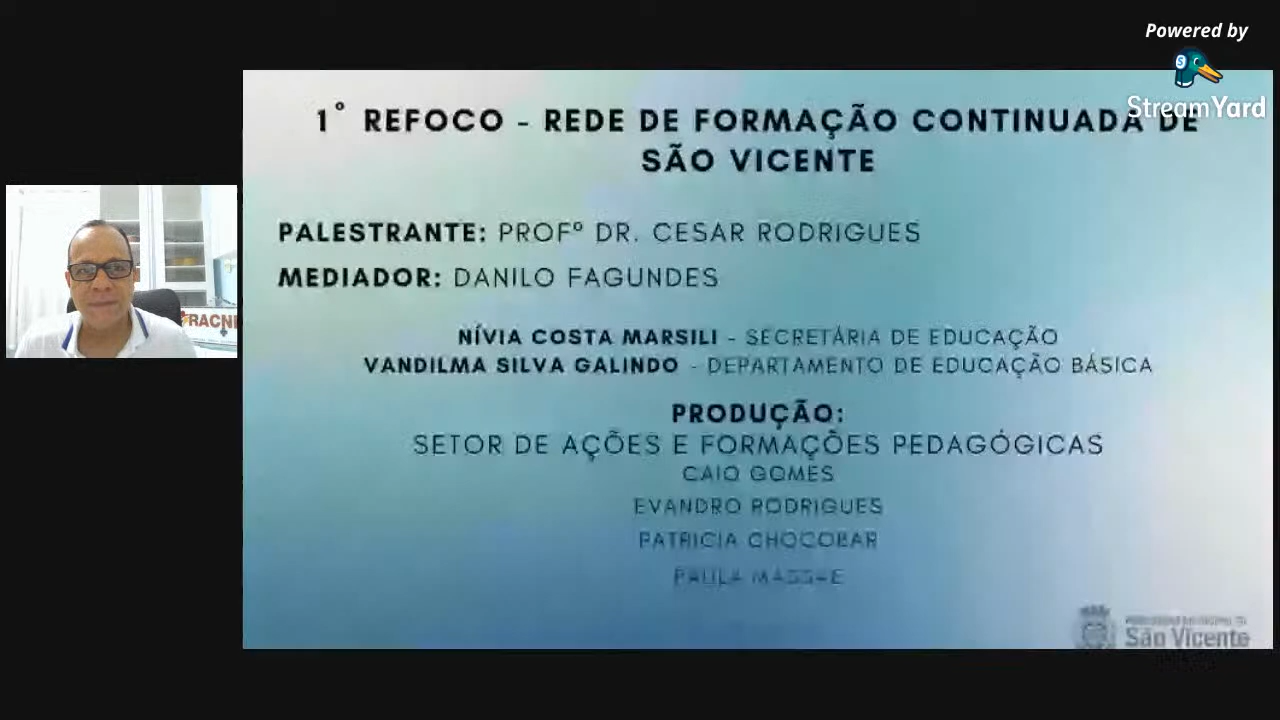 Powered by
StreamYard
1° REFOCO - REDE DE FORMAÇÃO CONTINUADA DE
SÃO VICENTE
PALESTRANTE: PROFº DR. CESAR RODRIGUES
MEDIADOR: DANILO FAGUNDES
NÍVIA COSTA MARSILI - SECRETÁRIA DE EDUCAÇÃO
VANDILMA SILVA GALINDO - DEPARTAMENTO DE EDUCAÇÃO BÁSICA
PRODUÇÃO:
SETOR DE AÇÕES E FORMAÇÕES PEDAGÓGICAS
CAIO GOMES
EVANDRO RODRIGUES
PATRICIA CHOCOBAR
PAULA
São Vicente